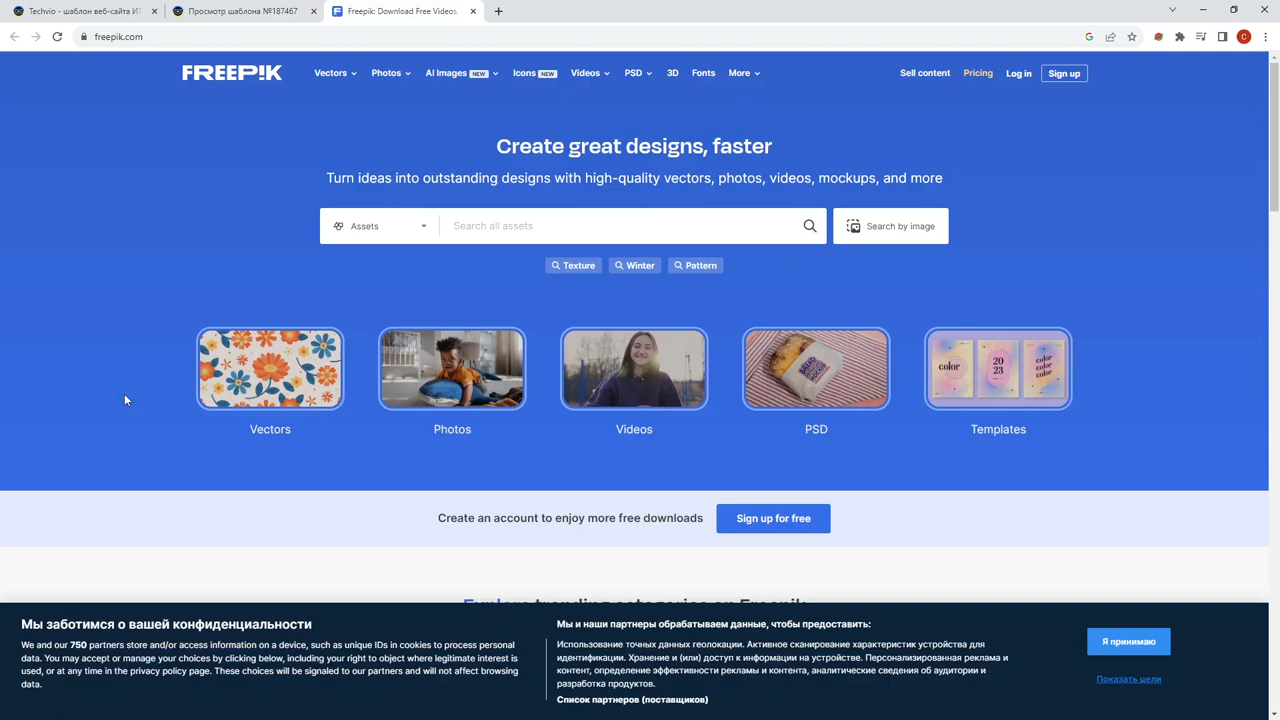 Techvio - шаблон веб-сайта ИТ
Просмотр шаблона №187467
Freepik: Download Free Videos,
freepik.com
C
FREEPIK
Vectors
Photos
AI Images NEW
Icons NEW
Videos
PSD
3D
Fonts
More
Sell content
Pricing
Log in
Sign up
Create great designs, faster
Turn ideas into outstanding designs with high-quality vectors, photos, videos, mockups, and more
Assets
Search all assets
Search by image
Texture
Winter
Pattern
color
20
23
color
color
color
Vectors
Photos
Videos
PSD
Templates
Create an account to enjoy more free downloads
Sign up for free
Explore trending categories on Freepik
Мы заботимся о вашей конфиденциальности
We and our 750 partners store and/or access information on a device, such as unique IDs in cookies to process personal
data. You may accept or manage your choices by clicking below, including your right to object where legitimate interest is
used, or at any time in the privacy policy page. These choices will be signaled to our partners and will not affect browsing
data.
Мы и наши партнеры обрабатываем данные, чтобы предоставить:
Использование точных данных геолокации. Активное сканирование характеристик устройства для
идентификации. Хранение и (или) доступ к информации на устройстве. Персонализированная реклама и
контент, определение эффективности рекламы и контента, аналитические сведения об аудитории и
разработка продуктов.
Список партнеров (поставщиков)
Я принимаю
Показать цели